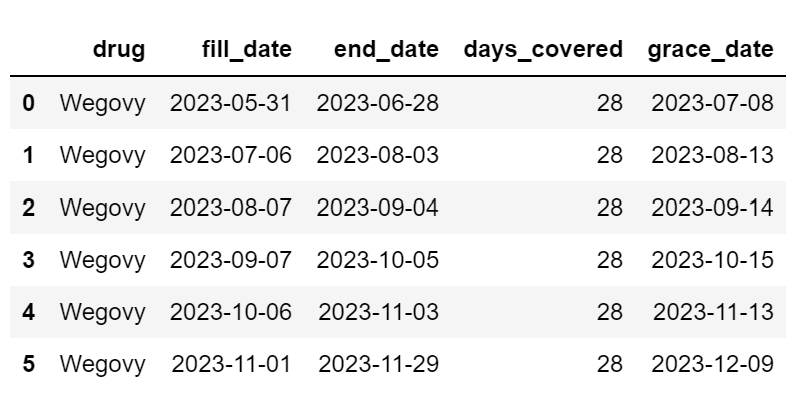 drug fill_date end_date days_covered grace_date
0 Wegovy 2023-05-31 2023-06-28 28 2023-07-08
1 Wegovy 2023-07-06 2023-08-03 28 2023-08-13
2 Wegovy 2023-08-07 2023-09-04 28 2023-09-14
3 Wegovy 2023-09-07 2023-10-05 28 2023-10-15
4 Wegovy 2023-10-06 2023-11-03 28 2023-11-13
5 Wegovy 2023-11-01 2023-11-29 28 2023-12-09